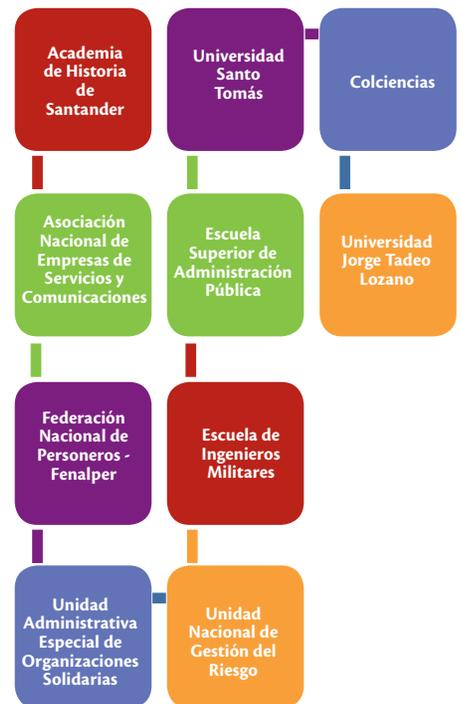 Academia
de Historia
de
Santander
Asociación
Nacional de
Empresas de
Servicios y
Comunicaciones
Federación
Nacional de
Personeros -
Fenalper
Unidad
Administrativa
Especial de
Organizaciones
Solidarias
Unidad
Nacional de
Gestión del
Riesgo
Escuela de
Ingenieros
Militares
Escuela
Superior de
Administración
Pública
Universidad
Santo
Tomás
Colciencias
Universidad
Jorge Tadeo
Lozano